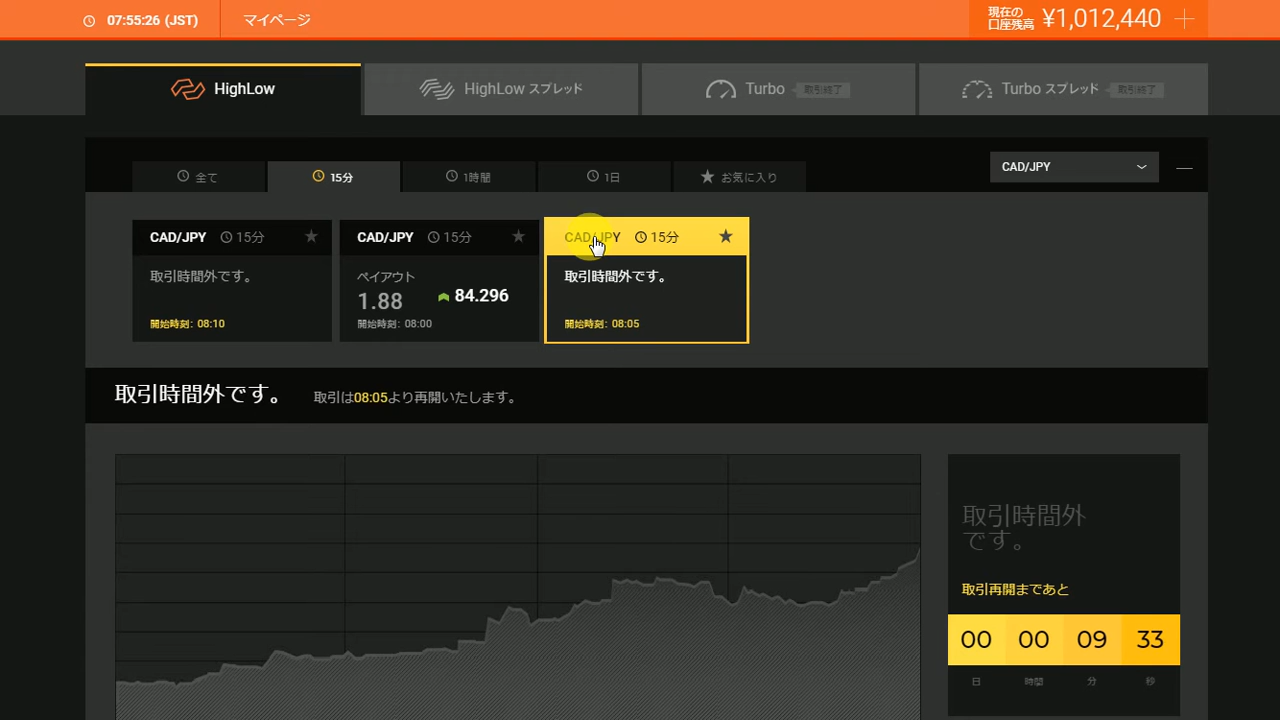 07:55:26 (JST)
マイページ
現在の
口座残高
¥1,012,440
HighLow
HighLow スプレッド
Turbo 取引終了
Turbo スプレッド 取引終了
全て
15分
1時間
1日
お気に入り
CAD/JPY
CAD/JPY 15分
取引時間外です。
開始時刻: 08:10
CAD/JPY 15分
ペイアウト
1.88
84.296
開始時刻: 08:00
CAD/JPY 15分
取引時間外です。
開始時刻: 08:05
取引時間外です。
取引は08:05より再開いたします。
取引時間外
です。
取引再開まであと
00 00 09 33
日 時間 分 秒